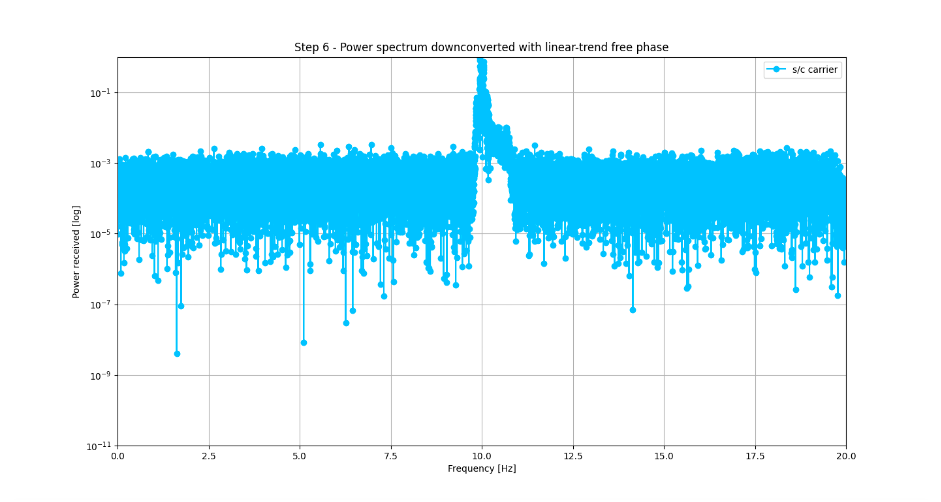 Step 6 - Power spectrum downconverted with linear-trend free phase
s/c carrier
10⁻¹
10⁻³
10⁻⁵
10⁻⁷
10⁻⁹
10⁻¹¹
Power received [log]
0.0 2.5 5.0 7.5 10.0 12.5 15.0 17.5 20.0
Frequency [Hz]